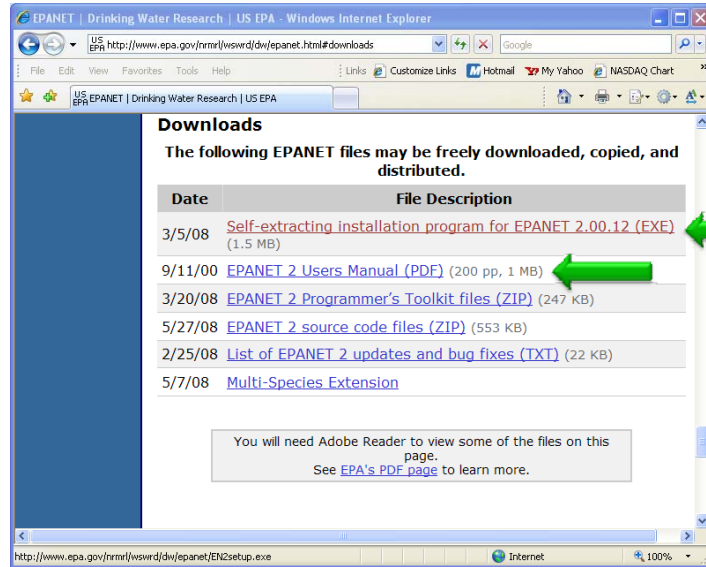 EPANET | Drinking Water Research | US EPA - Windows Internet Explorer
US EPA http://www.epa.gov/nrmrl/wswrd/dw/epanet.html#downloads Google
File Edit View Favorites Tools Help Links Customize Links Hotmail My Yahoo NASDAQ Chart »
US EPA EPANET | Drinking Water Research | US EPA
Downloads
The following EPANET files may be freely downloaded, copied, and
distributed.
Date File Description
3/5/08 Self-extracting installation program for EPANET 2.00.12 (EXE)
(1.5 MB)
9/11/00 EPANET 2 Users Manual (PDF) (200 pp, 1 MB)
3/20/08 EPANET 2 Programmer's Toolkit files (ZIP) (247 KB)
5/27/08 EPANET 2 source code files (ZIP) (553 KB)
2/25/08 List of EPANET 2 updates and bug fixes (TXT) (22 KB)
5/7/08 Multi-Species Extension
You will need Adobe Reader to view some of the files on this
page.
See EPA's PDF page to learn more.
http://www.epa.gov/nrmrl/wswrd/dw/epanet/EN2setup.exe Internet 100%